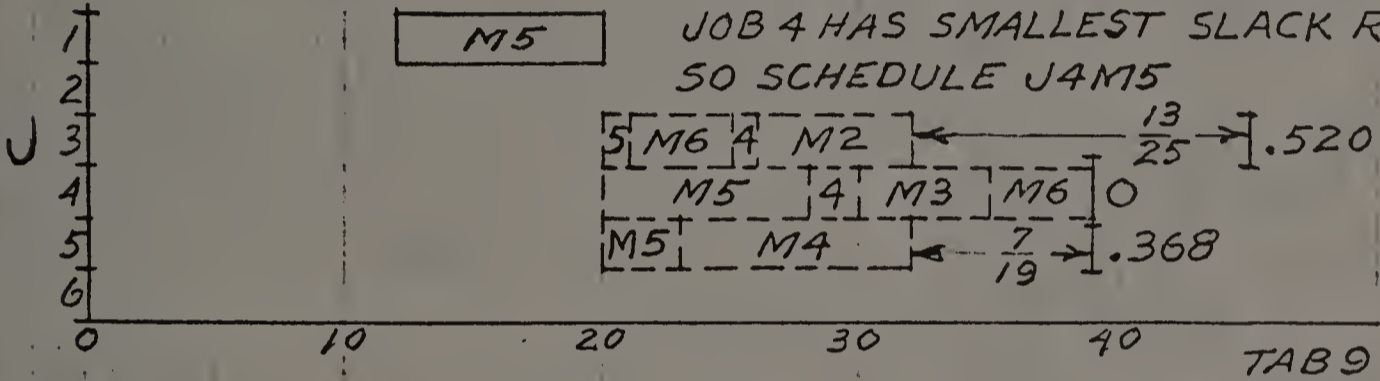 1 M5 JOB 4 HAS SMALLEST SLACK R
2 SO SCHEDULE J4M5
J 3 5 M6 4 M2 13/25 .520
4 M5 4 M3 M6 0
5 M5 M4 7/19 .368
6
0 10 20 30 40
TAB 9